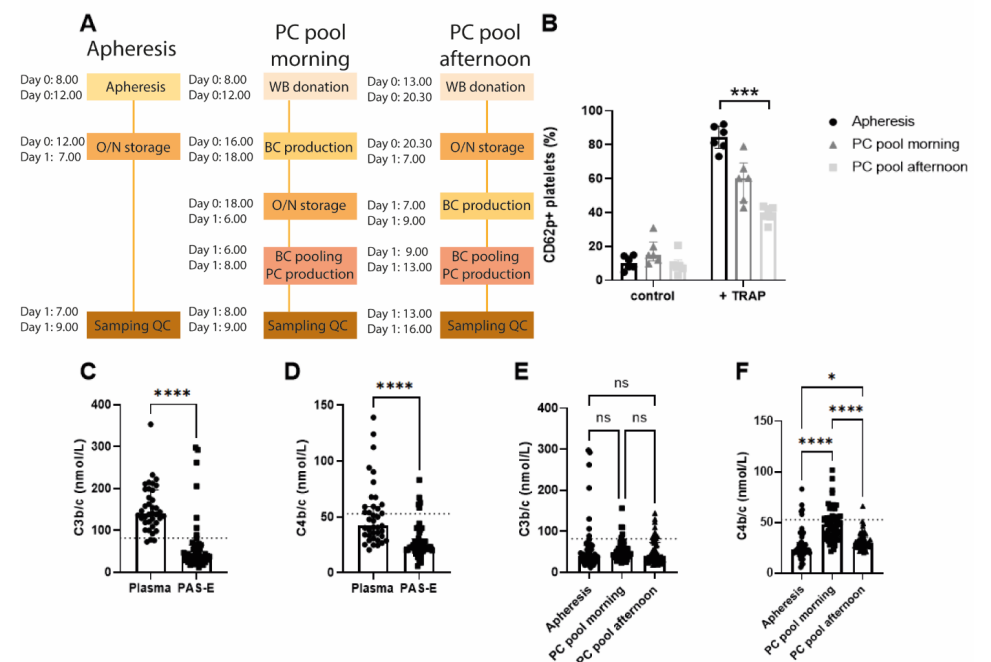 A
Apheresis
Day 0: 8.00
Day 0:12.00
Apheresis
Day 0: 12.00
Day 1: 7.00
O/N storage
Day 1: 7.00
Day 1: 9.00
Samping QC
PC pool
morning
Day 0: 8.00
Day 0:12.00
WB donation
Day 0: 16.00
Day 0: 18.00
BC production
Day 0: 18.00
Day 1: 6.00
O/N storage
Day 1: 6.00
Day 1: 8.00
BC pooling
PC production
Day 1: 8.00
Day 1: 9.00
Sampling QC
PC pool
afternoon
Day 0: 13.00
Day 0: 20.30
WB donation
Day 0: 20.30
Day 1: 7.00
O/N storage
Day 1: 7.00
Day 1: 9.00
BC production
Day 1: 9.00
Day 1: 13.00
BC pooling
PC production
Day 1: 13.00
Day 1: 16.00
Sampling QC
B
CD62p+ platelets (%)
100
80
60
40
20
0
***
control
+ TRAP
Apheresis
PC pool morning
PC pool afternoon
C
C3b/c (nmol/L)
400
300
200
100
0
****
Plasma PAS-E
D
C4b/c (nmol/L)
150
100
50
0
****
Plasma PAS-E
E
C3b/c (nmol/L)
400
300
200
100
0
ns
ns
ns
Apheresis
PC pool morning
PC pool afternoon
F
C4b/c (nmol/L)
150
100
50
0
*
****
****
Apheresis
PC pool morning
PC pool afternoon